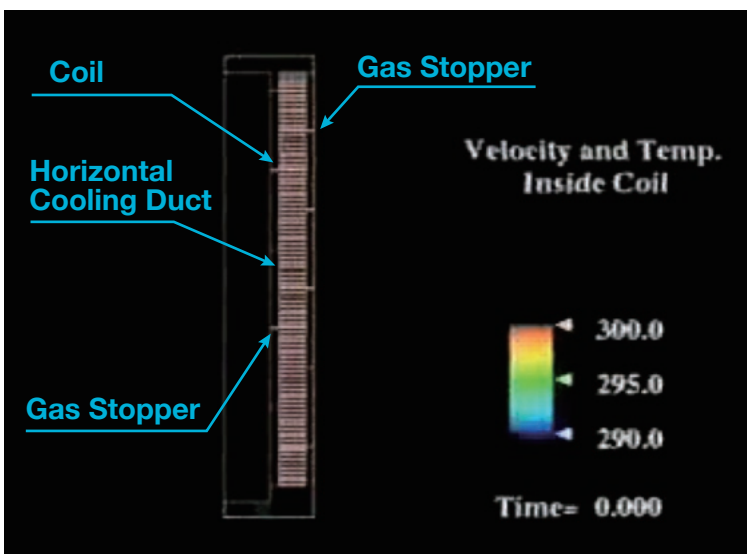 Coil
Gas Stopper
Velocity and Temp.
Inside Coil
Horizontal
Cooling Duct
300.0
295.0
290.0
Gas Stopper
Time= 0.000